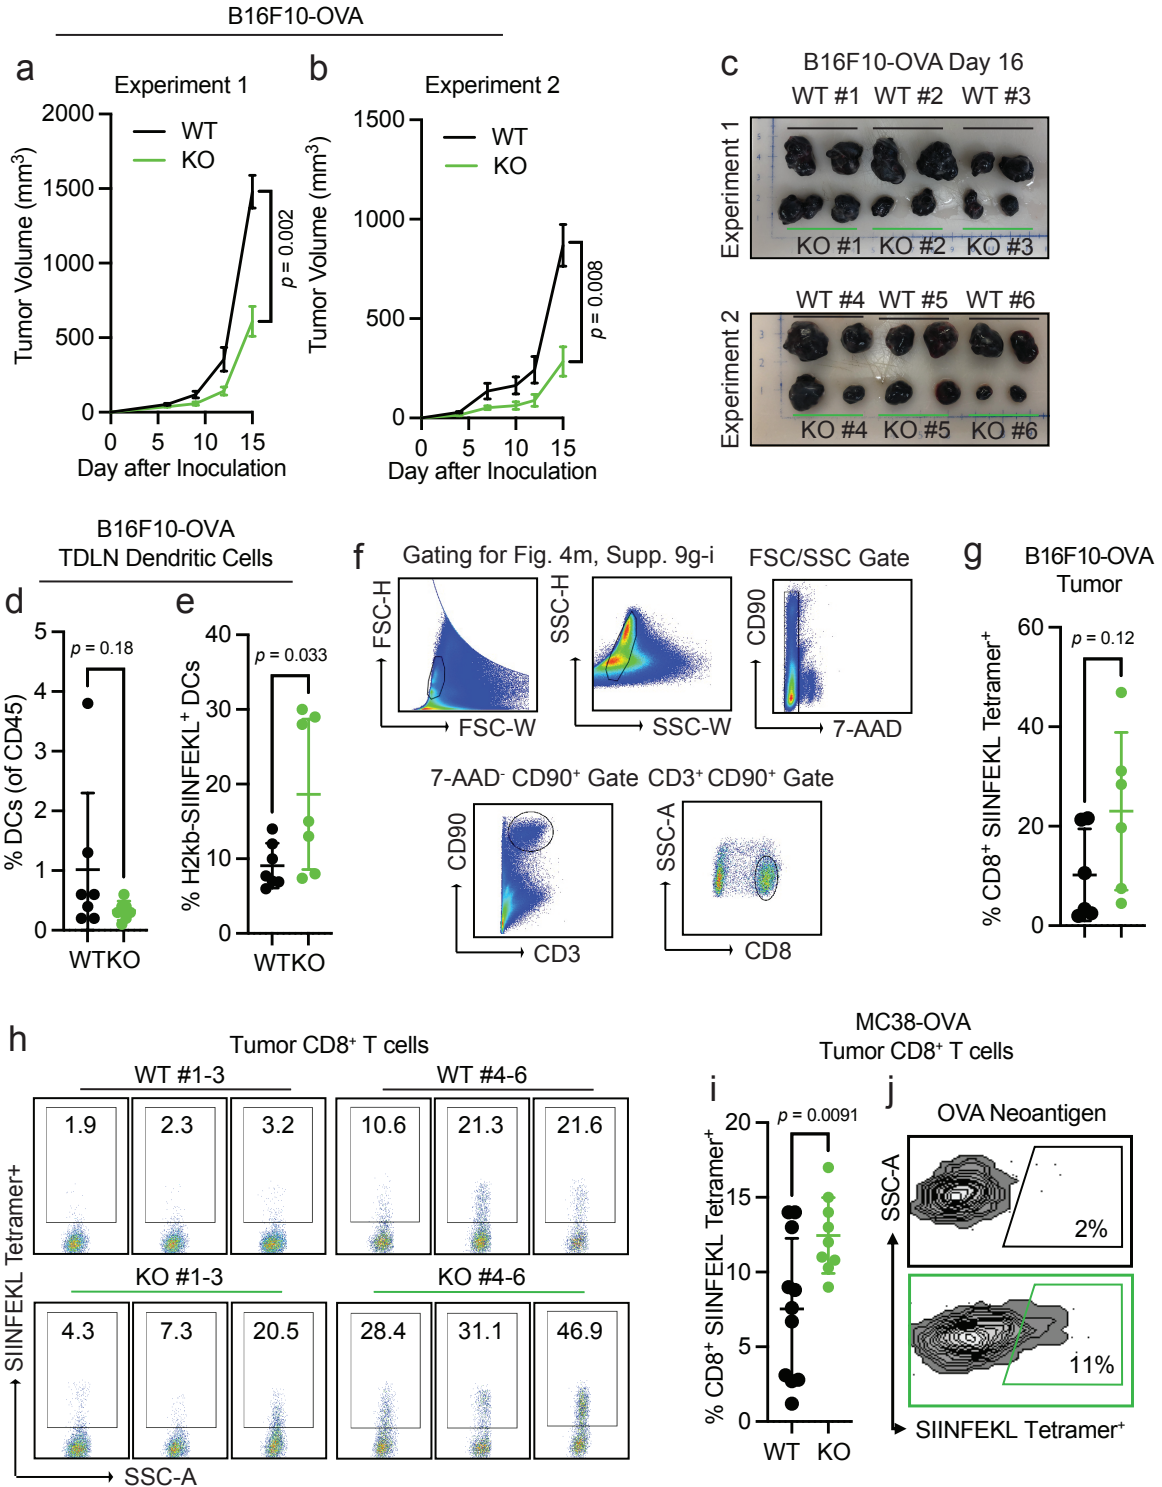 B16F10-OVA
a
Experiment 1
2000
1500
1000
500
0
0 5 10 15
Tumor Volume (mm³)
Day after Inoculation
WT
KO
p = 0.002
b
Experiment 2
1500
1000
500
0
0 5 10 15
Tumor Volume (mm³)
Day after Inoculation
WT
KO
p = 0.008
c
B16F10-OVA Day 16
WT #1 WT #2 WT #3
Experiment 1
KO #1 KO #2 KO #3
WT #4 WT #5 WT #6
Experiment 2
KO #4 KO #5 KO #6
B16F10-OVA
TDLN Dendritic Cells
d
% DCs (of CD45)
5
4
3
2
1
0
p = 0.18
WT KO
e
% H2kb-SIINFEKL⁺ DCs
40
30
20
10
0
p = 0.033
WT KO
f
Gating for Fig. 4m, Supp. 9g-i
FSC-H
FSC-W
SSC-H
SSC-W
FSC/SSC Gate
CD90
7-AAD
7-AAD⁻ CD90⁺ Gate
CD90
CD3
CD3⁺ CD90⁺ Gate
SSC-A
CD8
g
B16F10-OVA
Tumor
% CD8⁺ SIINFEKL Tetramer⁺
60
40
20
0
p = 0.12
h
Tumor CD8⁺ T cells
WT #1-3 WT #4-6
1.9 2.3 3.2 10.6 21.3 21.6
KO #1-3 KO #4-6
4.3 7.3 20.5 28.4 31.1 46.9
SIINFEKL Tetramer+
SSC-A
MC38-OVA
Tumor CD8⁺ T cells
i
% CD8⁺ SIINFEKL Tetramer⁺
20
15
10
5
0
p = 0.0091
WT KO
j
OVA Neoantigen
SSC-A
2%
11%
SIINFEKL Tetramer⁺